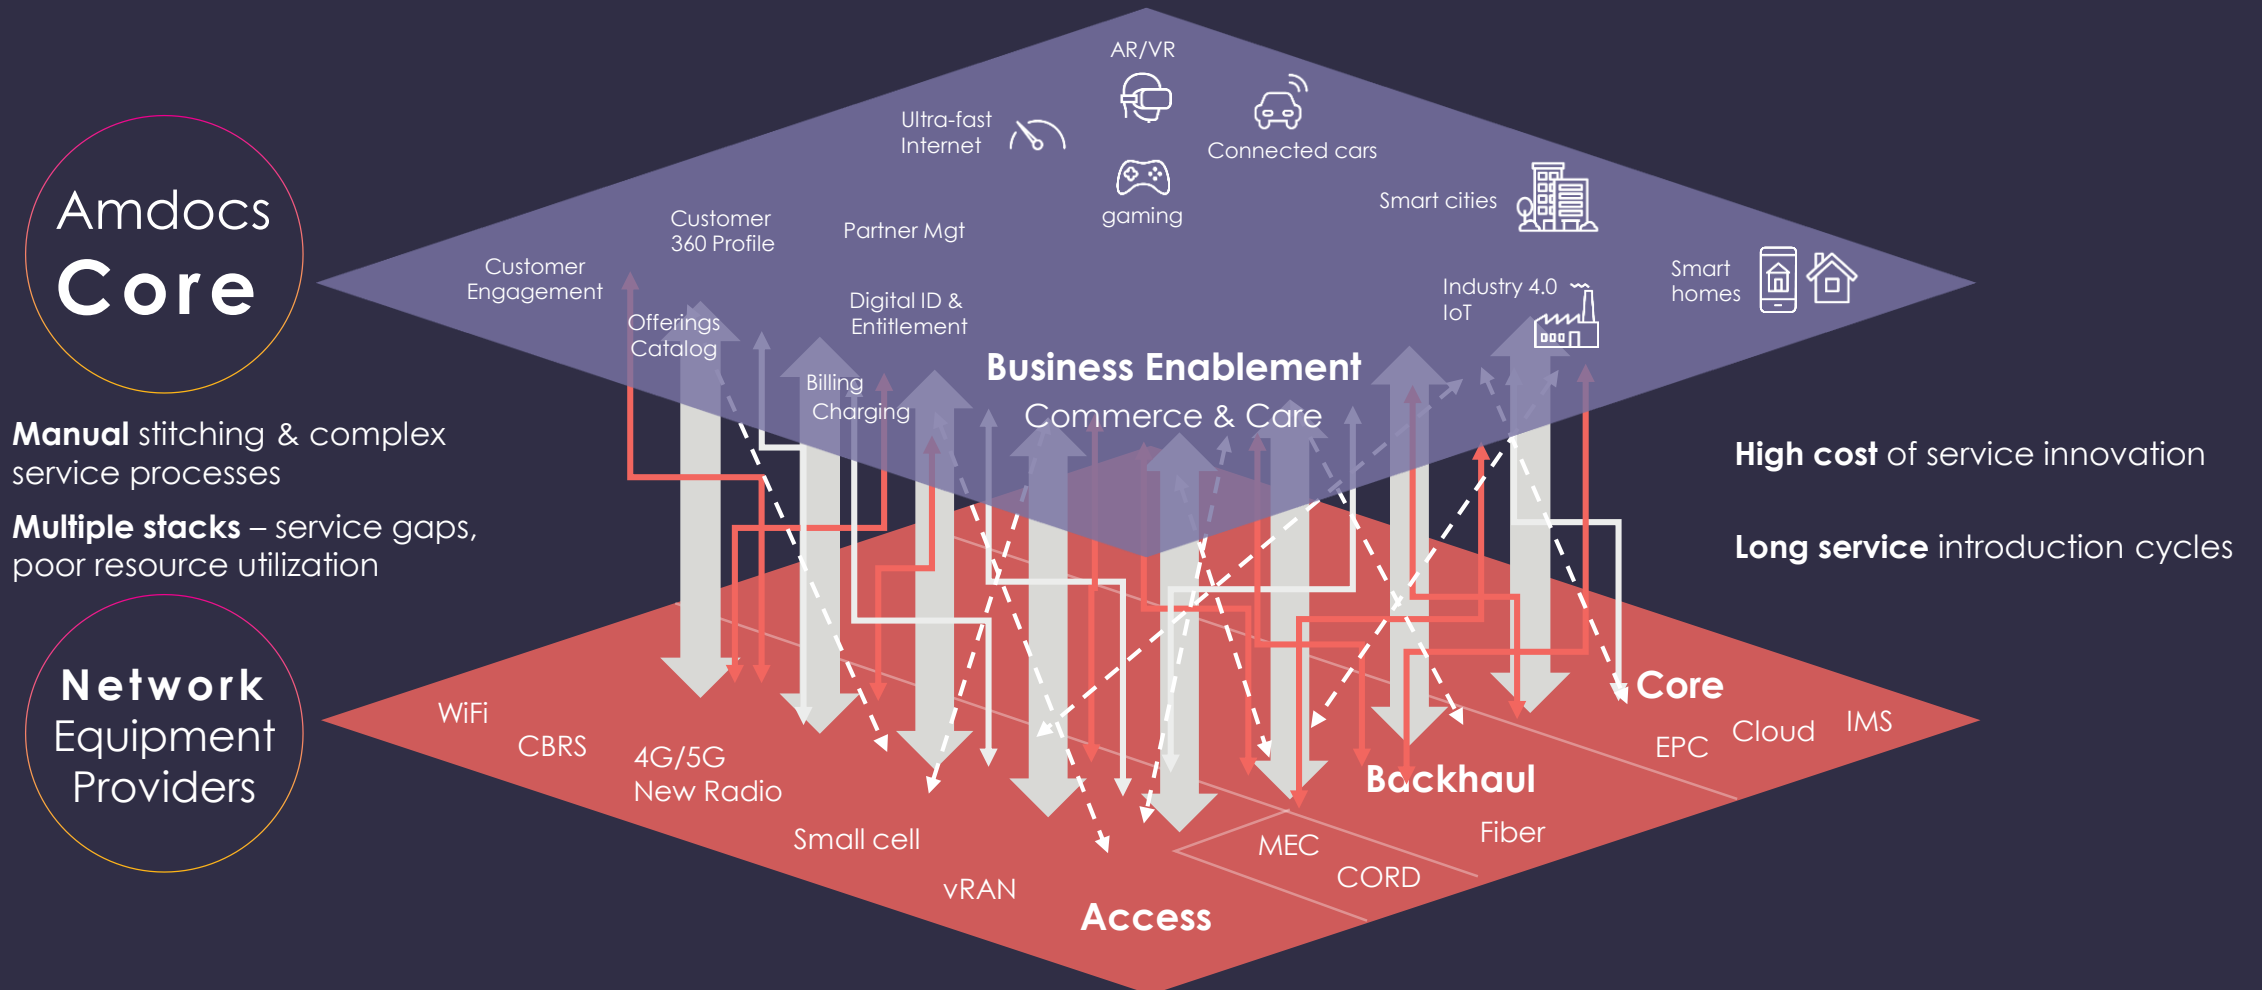 Amdocs
Core
Manual stitching & complex
service processes
Multiple stacks – service gaps,
poor resource utilization
Network
Equipment
Providers
AR/VR
Ultra-fast
Internet
Connected cars
gaming
Smart cities
Customer
360 Profile
Partner Mgt
Customer
Engagement
Digital ID &
Entitlement
Offerings
Catalog
Industry 4.0
IoT
Smart
homes
Billing
Charging
Business Enablement
Commerce & Care
High cost of service innovation
Long service introduction cycles
WiFi
CBRS
4G/5G
New Radio
Small cell
vRAN
Access
MEC
CORD
Backhaul
Fiber
Core
EPC
Cloud
IMS